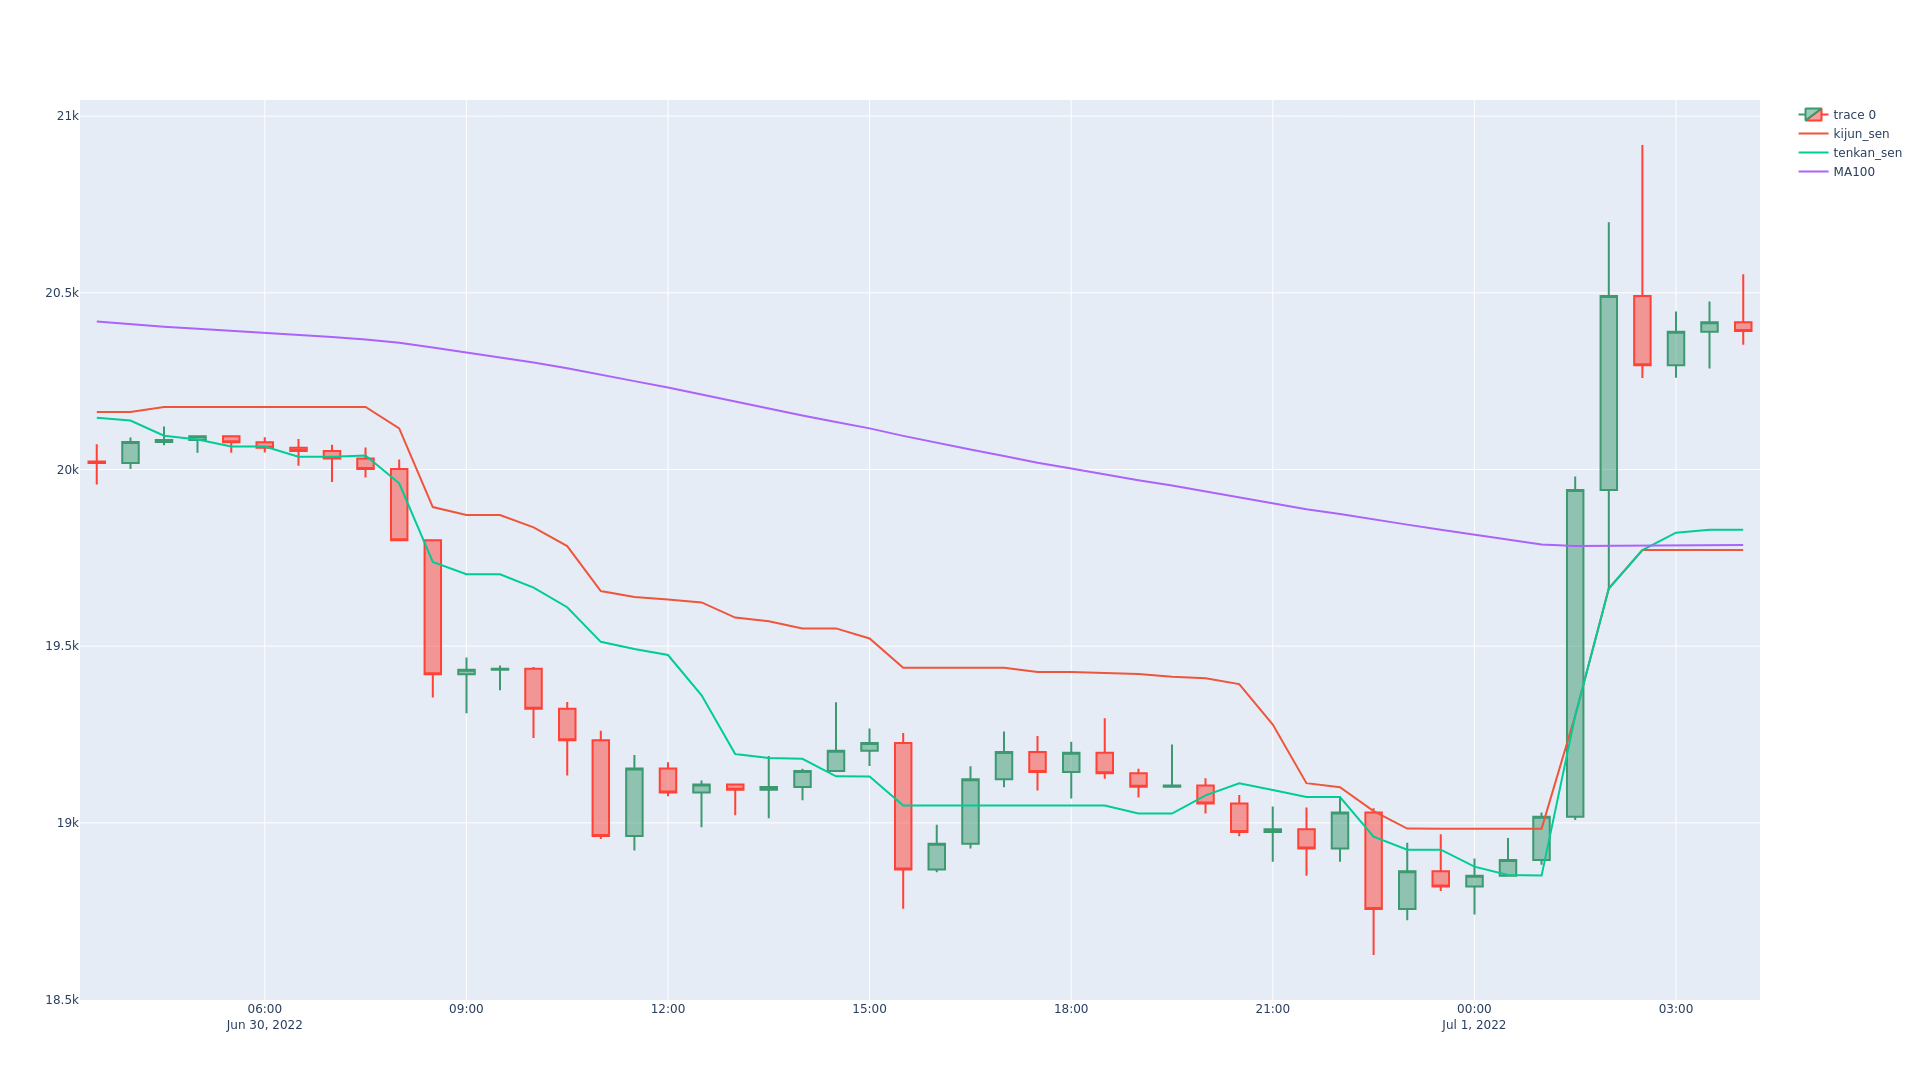 21k
20.5k
20k
19.5k
19k
18.5k
06:00
Jun 30, 2022
09:00
12:00
15:00
18:00
21:00
00:00
Jul 1, 2022
03:00
trace 0
kijun_sen
tenkan_sen
MA100